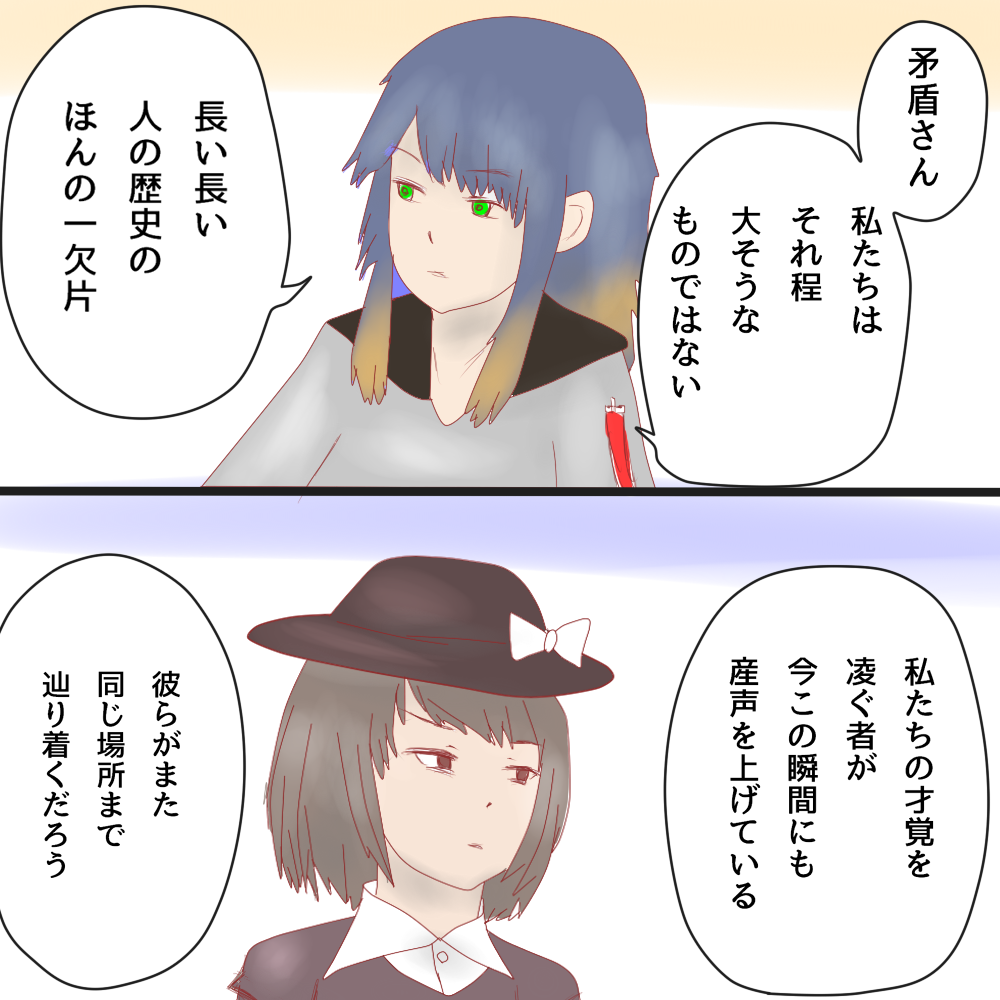 矛盾さん
私たちは
それ程
大そうな
ものではない
長い長い
人の歴史の
ほんの一欠片
私たちの才覚を
凌ぐ者が
今この瞬間にも
産声を上げている
彼らがまた
同じ場所まで
辿り着くだろう